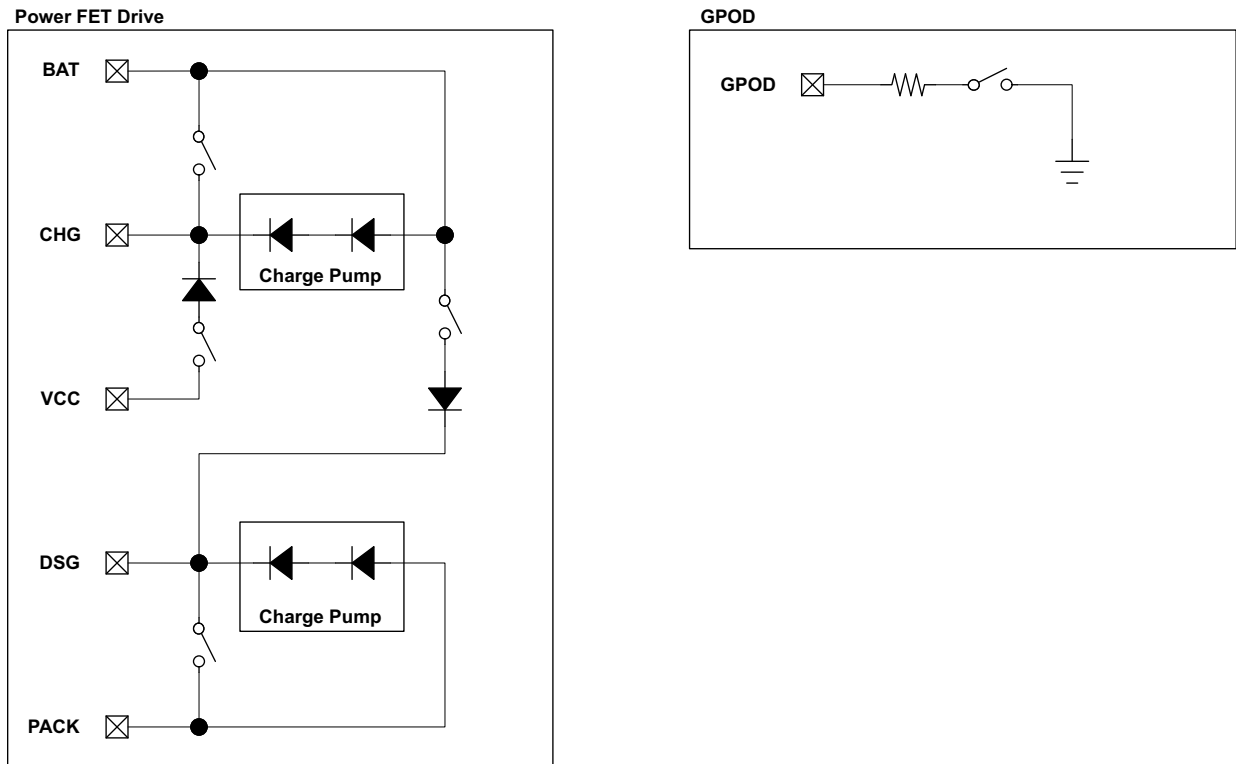 Power FET Drive
BAT
CHG
Charge Pump
VCC
DSG
Charge Pump
PACK
GPOD
GPOD